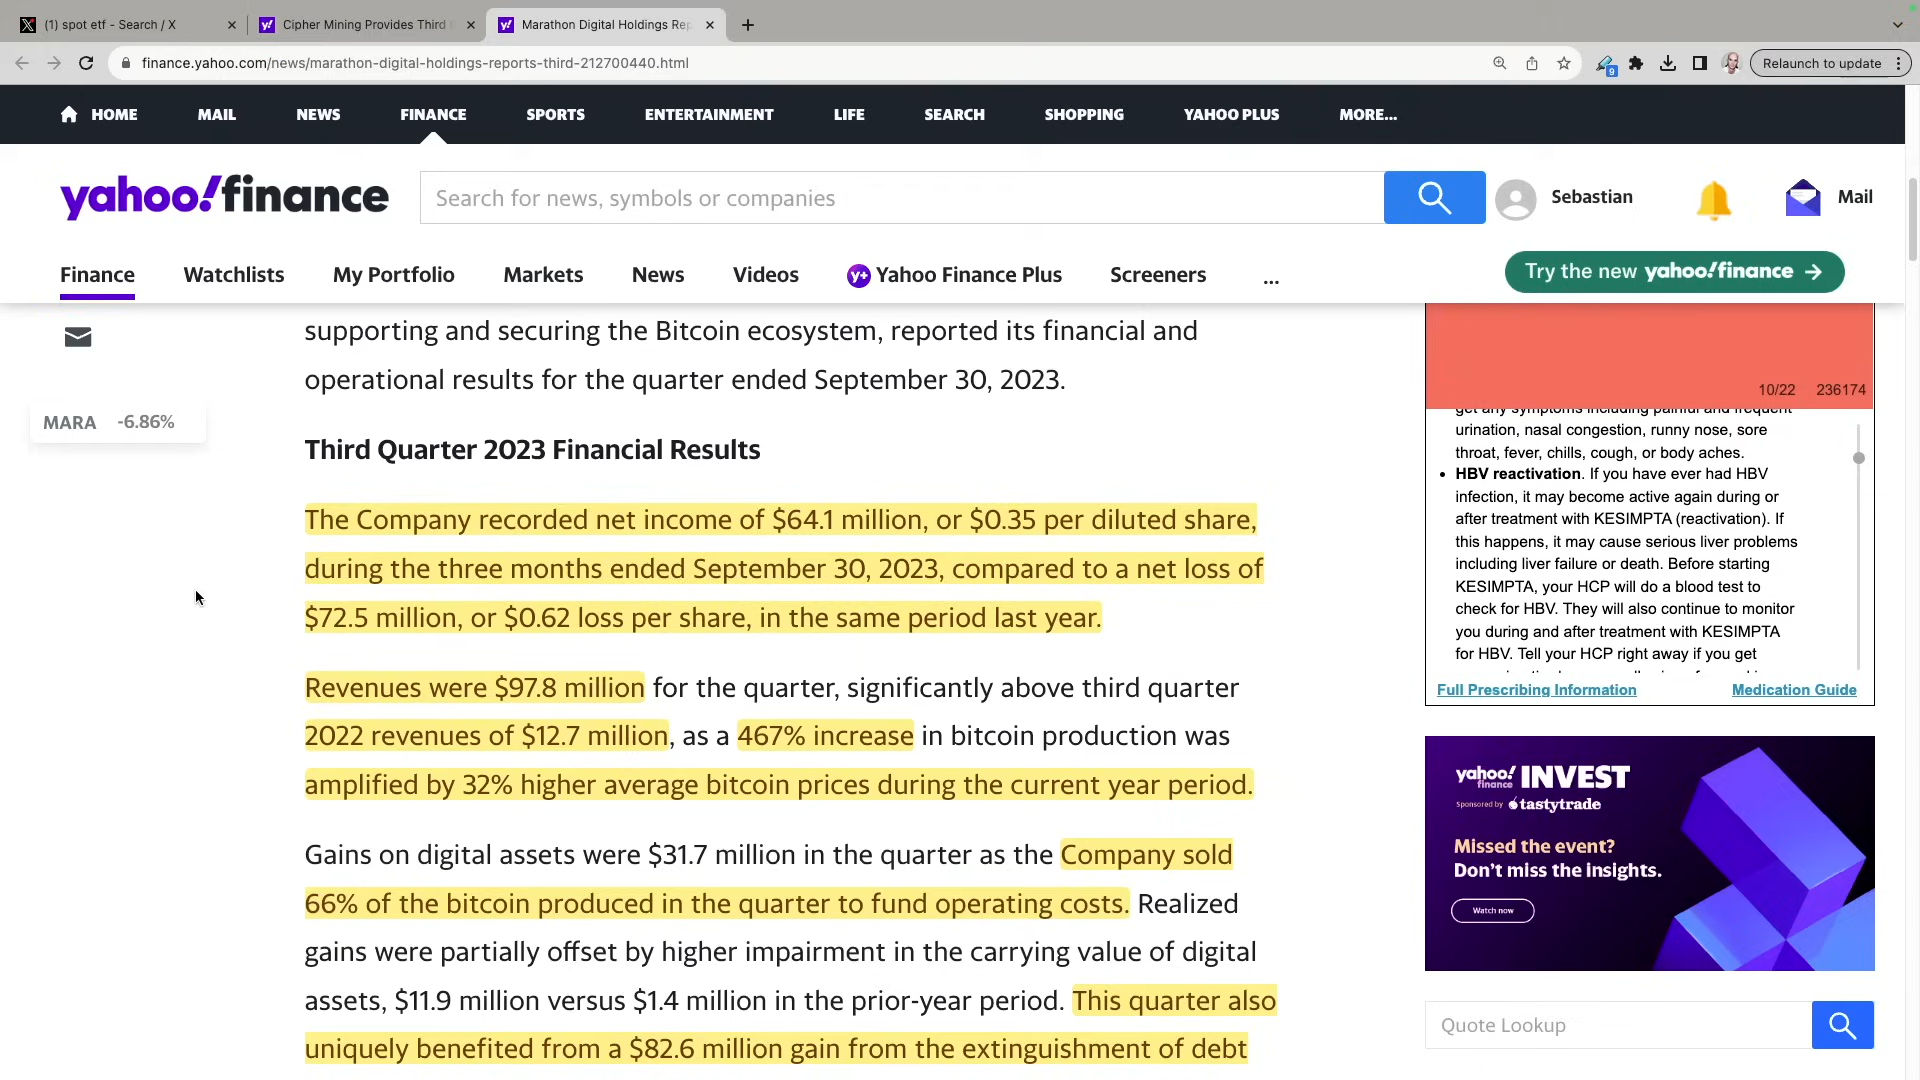 (1) spot etf - Search / X
Cipher Mining Provides Third
Marathon Digital Holdings Rep
finance.yahoo.com/news/marathon-digital-holdings-reports-third-212700440.html
9
Relaunch to update
HOME MAIL NEWS FINANCE SPORTS ENTERTAINMENT LIFE SEARCH SHOPPING YAHOO PLUS MORE...
yahoo!finance
Search for news, symbols or companies
Sebastian
Mail
Finance Watchlists My Portfolio Markets News Videos Y+ Yahoo Finance Plus Screeners ...
Try the new yahoo!finance →
supporting and securing the Bitcoin ecosystem, reported its financial and
operational results for the quarter ended September 30, 2023.
MARA -6.86%
Third Quarter 2023 Financial Results
The Company recorded net income of $64.1 million, or $0.35 per diluted share,
during the three months ended September 30, 2023, compared to a net loss of
$72.5 million, or $0.62 loss per share, in the same period last year.
Revenues were $97.8 million for the quarter, significantly above third quarter
2022 revenues of $12.7 million, as a 467% increase in bitcoin production was
amplified by 32% higher average bitcoin prices during the current year period.
Gains on digital assets were $31.7 million in the quarter as the Company sold
66% of the bitcoin produced in the quarter to fund operating costs. Realized
gains were partially offset by higher impairment in the carrying value of digital
assets, $11.9 million versus $1.4 million in the prior-year period. This quarter also
uniquely benefited from a $82.6 million gain from the extinguishment of debt
10/22 236174
get any symptoms including painful and frequent
urination, nasal congestion, runny nose, sore
throat, fever, chills, cough, or body aches.
• HBV reactivation. If you have ever had HBV
infection, it may become active again during or
after treatment with KESIMPTA (reactivation). If
this happens, it may cause serious liver problems
including liver failure or death. Before starting
KESIMPTA, your HCP will do a blood test to
check for HBV. They will also continue to monitor
you during and after treatment with KESIMPTA
for HBV. Tell your HCP right away if you get
Full Prescribing Information Medication Guide
yahoo! finance INVEST
Sponsored by tastytrade
Missed the event?
Don't miss the insights.
Watch now
Quote Lookup